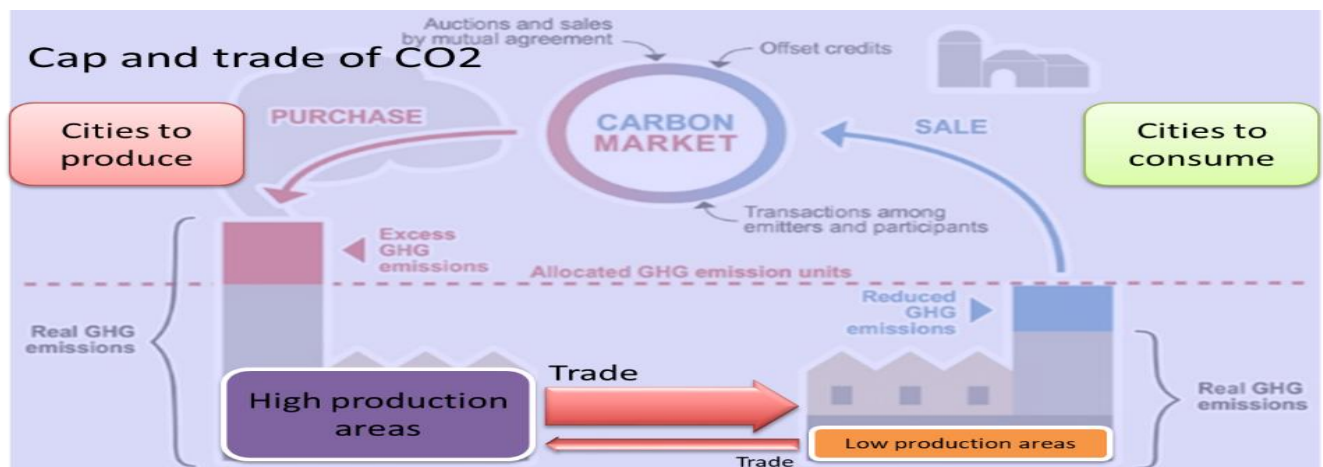 Auctions and sales
by mutual agreement
Offset credits
Cap and trade of CO2
Cities to
produce
PURCHASE
CARBON
MARKET
SALE
Cities to
consume
Transactions among
emitters and participants
Excess
GHG
emissions
Allocated GHG emission units
Real GHG
emissions
Reduced
GHG
emissions
Trade
High production
areas
Real GHG
emissions
Low production areas
Trade